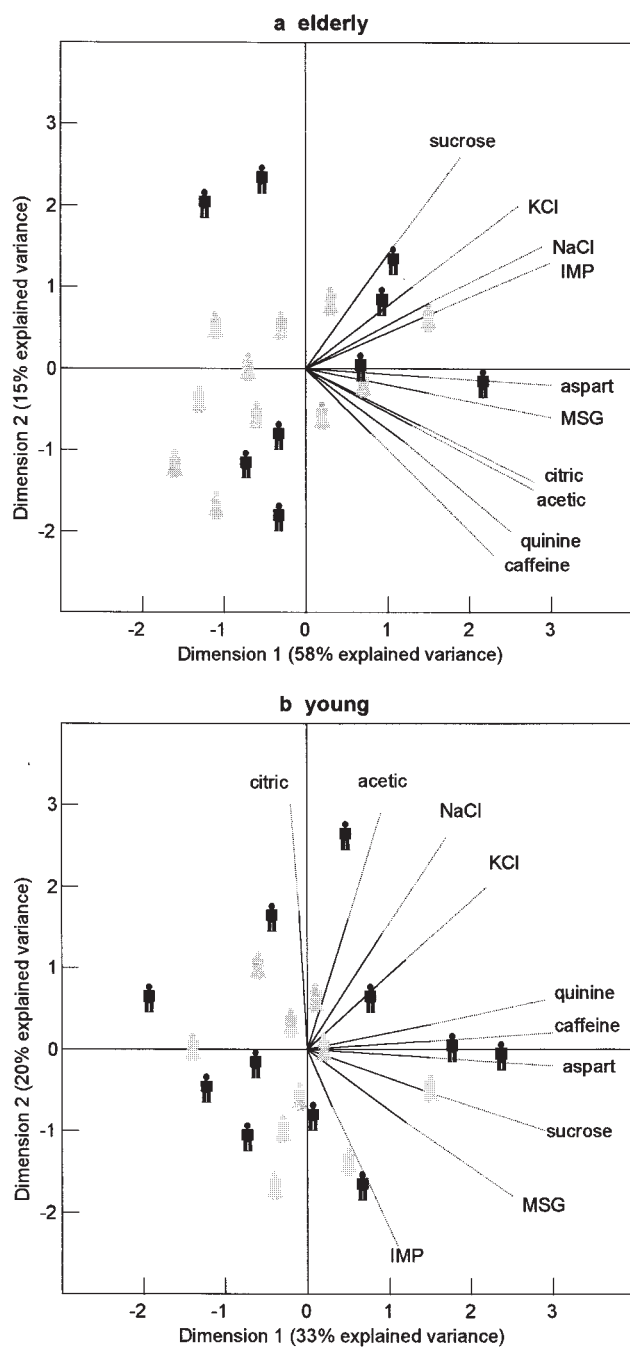 a elderly
3
2
1
0
-1
-2
Dimension 2 (15% explained variance)
sucrose
KCl
NaCl
IMP
aspart
MSG
citric
acetic
quinine
caffeine
-2
-1
0
1
2
3
Dimension 1 (58% explained variance)
b young
3
2
1
0
-1
-2
Dimension 2 (20% explained variance)
citric
acetic
NaCl
KCl
quinine
caffeine
aspart
sucrose
MSG
IMP
-2
-1
0
1
2
3
Dimension 1 (33% explained variance)